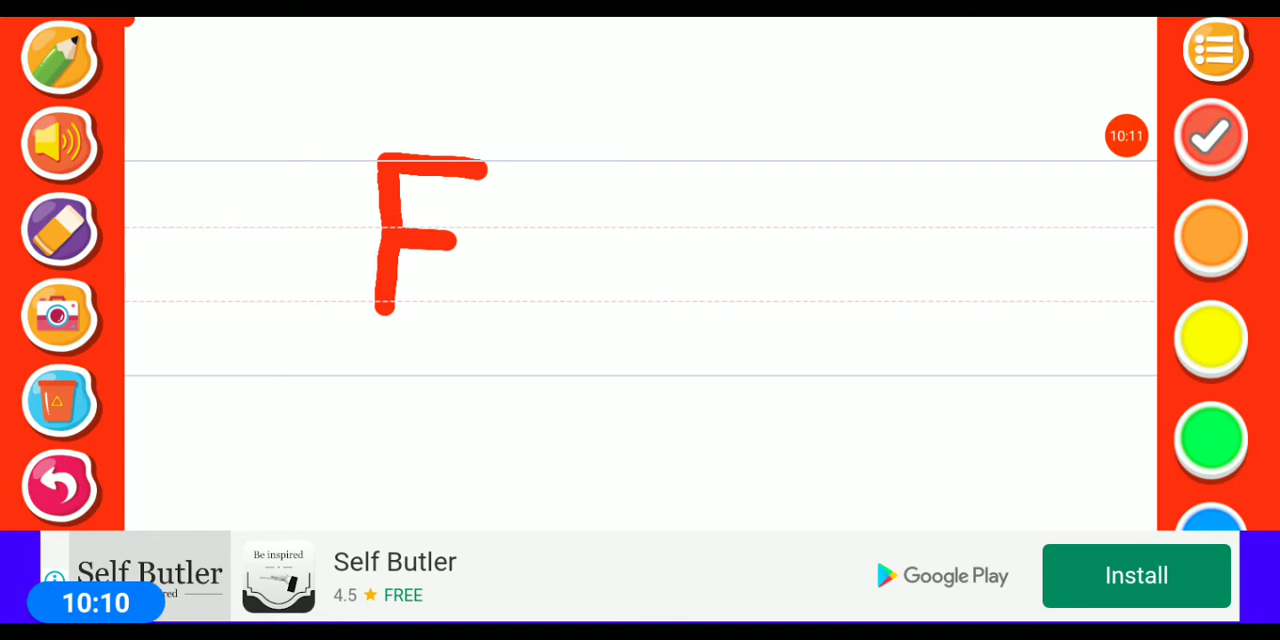 10:11
F
Be inspired
Self Butler
Self Butler
4.5 FREE
Google Play
Install
10:10